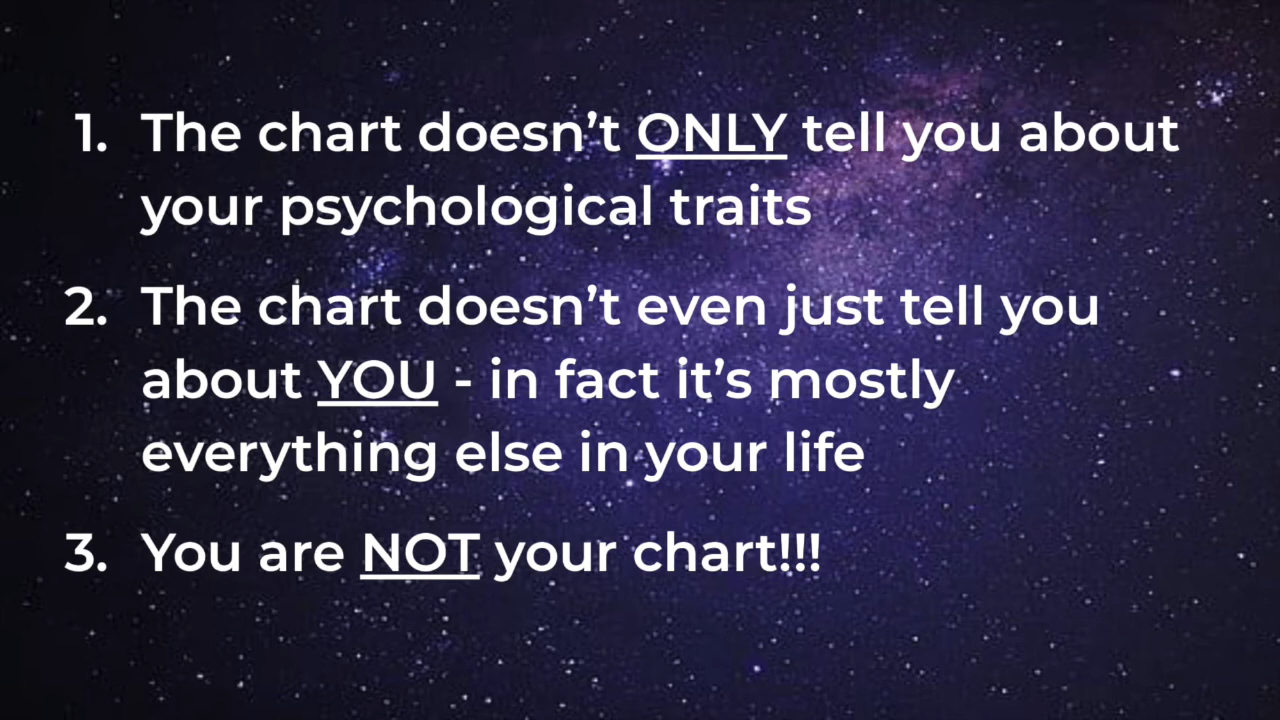 1. The chart doesn’t ONLY tell you about
your psychological traits
2. The chart doesn’t even just tell you
about YOU - in fact it’s mostly
everything else in your life
3. You are NOT your chart!!!